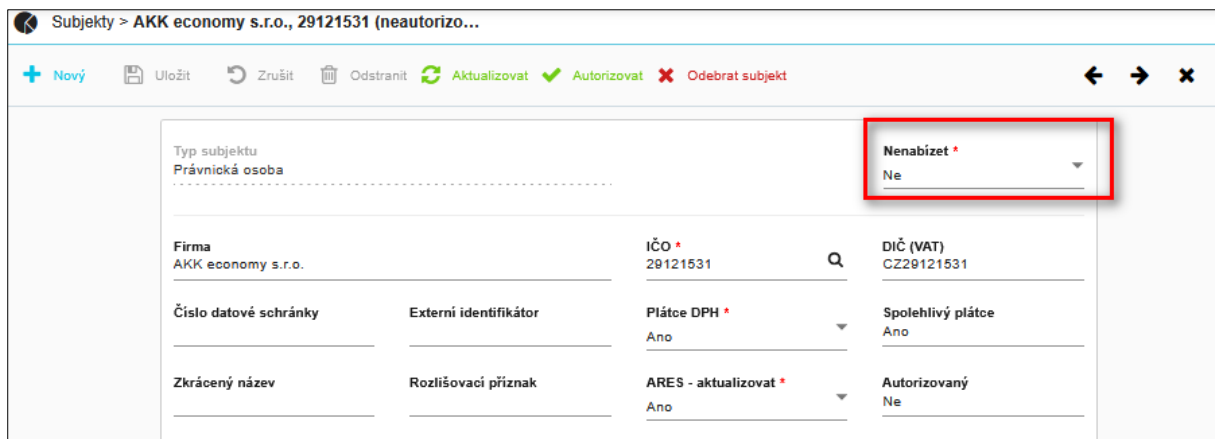 Subjekty > AKK economy s.r.o., 29121531 (neautorizo...
Nový Uložit Zrušit Odstranit Aktualizovat Autorizovat Odebrat subjekt
Typ subjektu Nenabízet *
Právnická osoba Ne
Firma IČO * DIČ (VAT)
AKK economy s.r.o. 29121531 CZ29121531
Číslo datové schránky Externí identifikátor Plátce DPH * Spolehlivý plátce
Ano Ano
Zkrácený název Rozlišovací příznak ARES - aktualizovat * Autorizovaný
Ano Ne